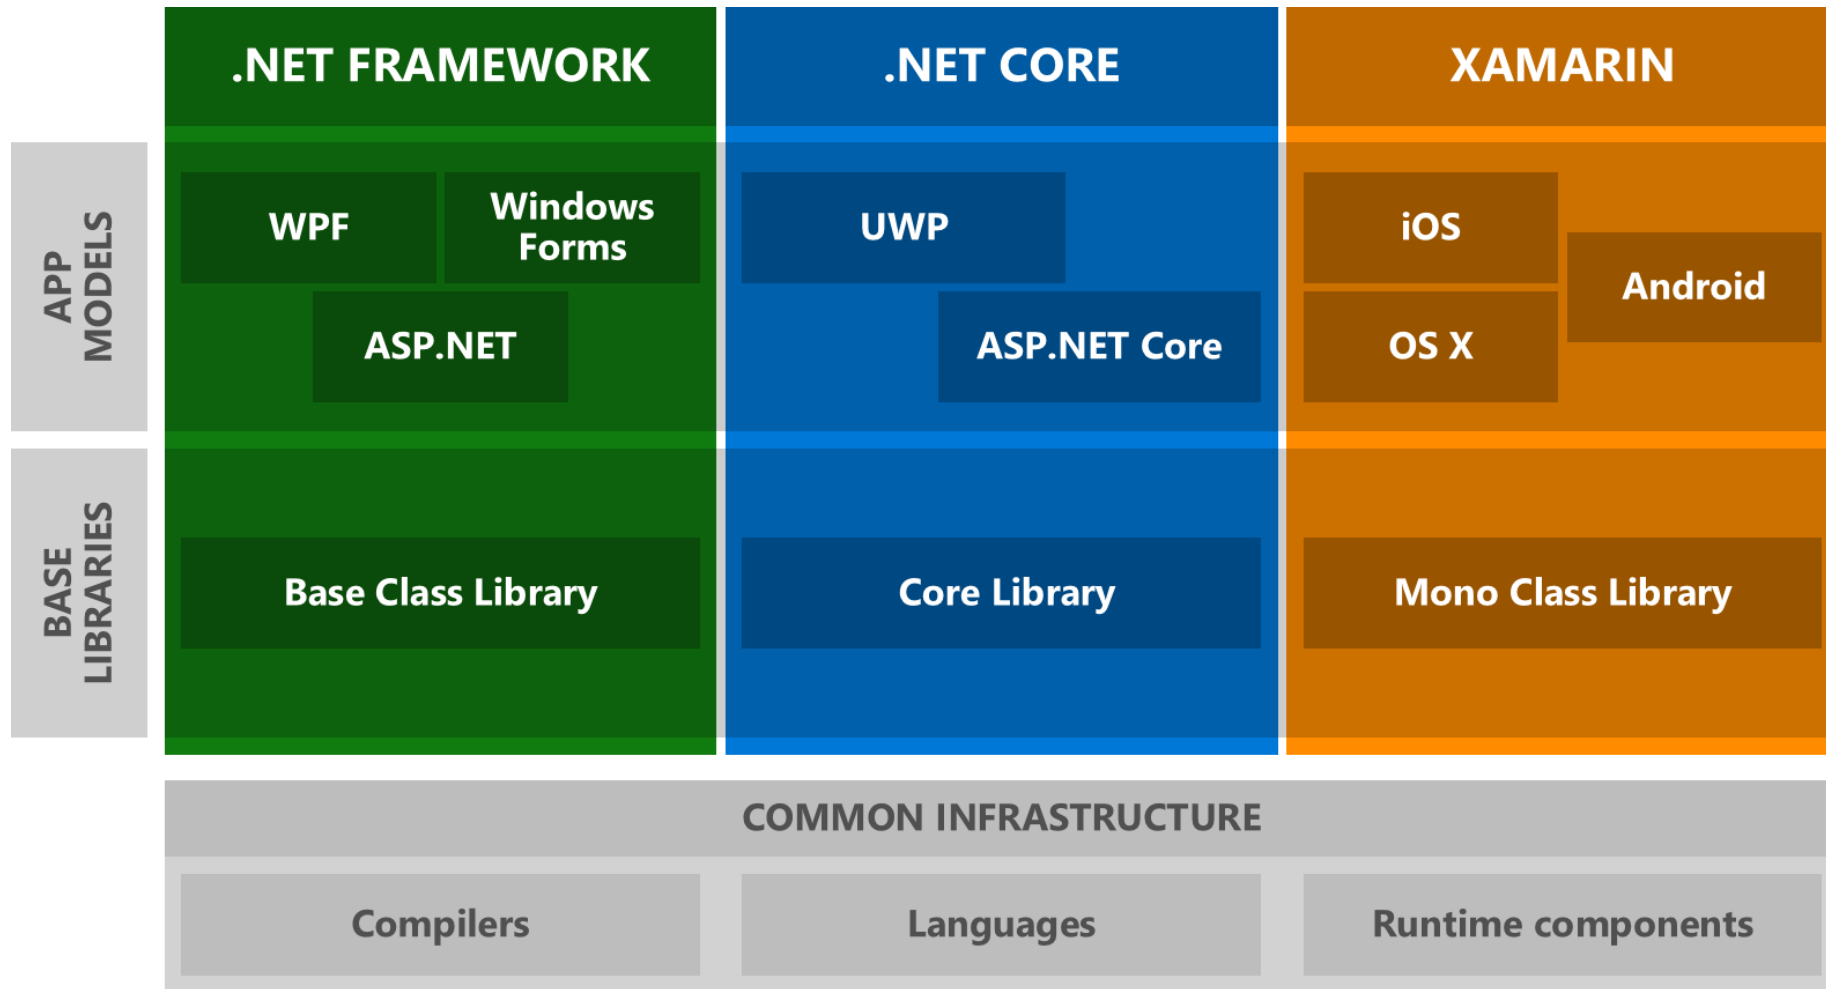 .NET FRAMEWORK
.NET CORE
XAMARIN
APP
MODELS
WPF
Windows
Forms
ASP.NET
UWP
ASP.NET Core
iOS
Android
OS X
BASE
LIBRARIES
Base Class Library
Core Library
Mono Class Library
COMMON INFRASTRUCTURE
Compilers
Languages
Runtime components